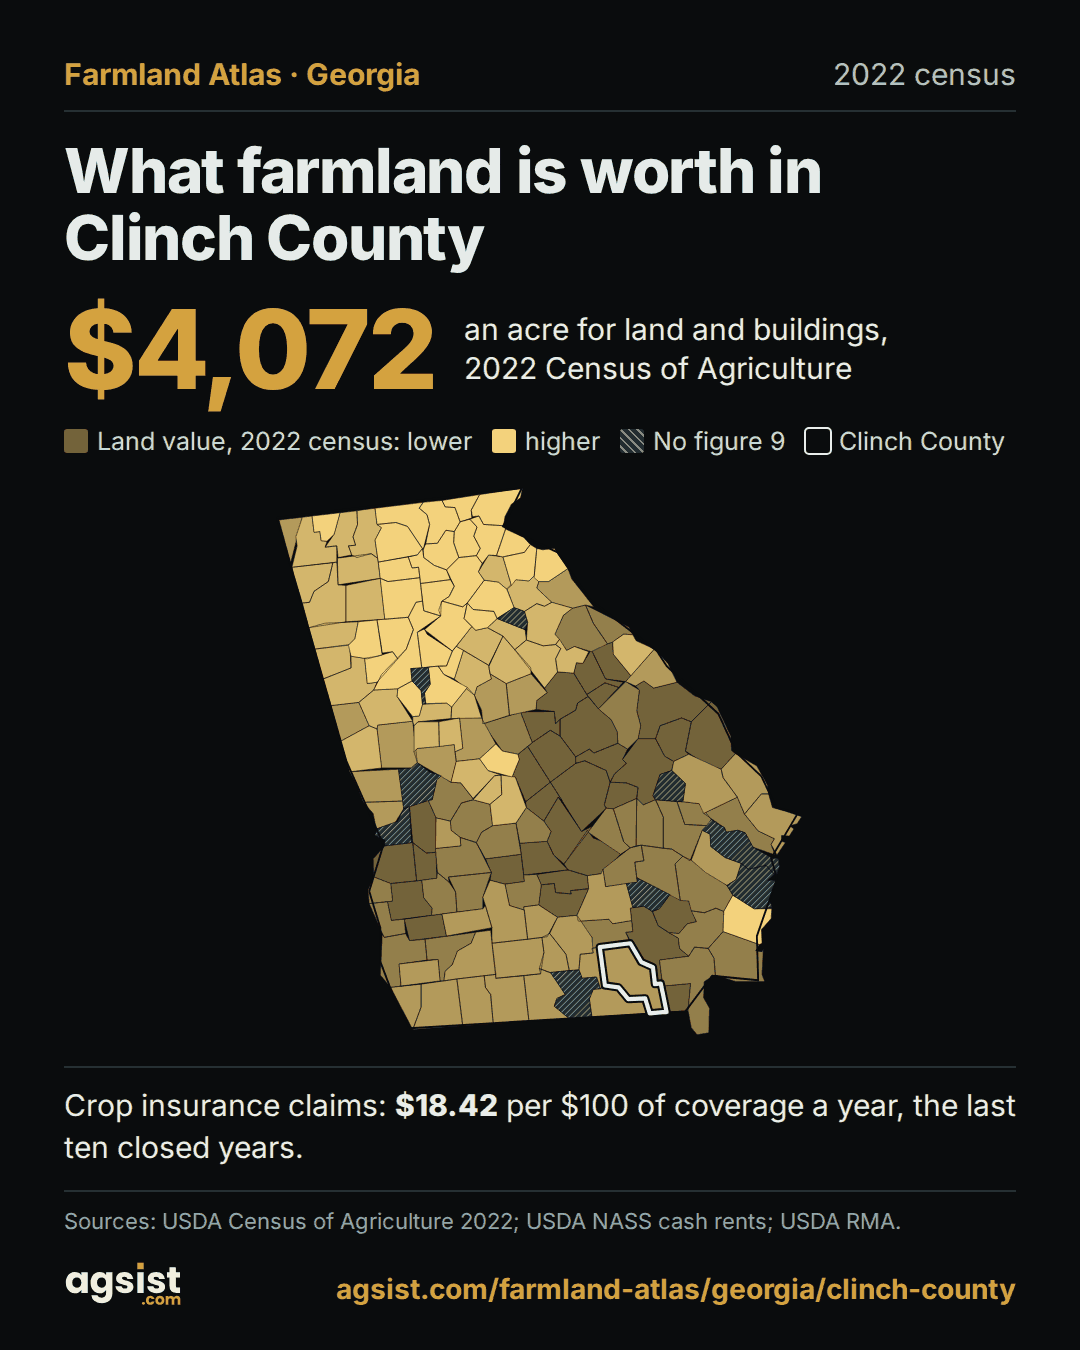 Farmland Atlas · Georgia
2022 census
What farmland is worth in
Clinch County
$4,072
an acre for land and buildings,
2022 Census of Agriculture
Land value, 2022 census: lower
higher
No figure 9
Clinch County
Crop insurance claims: $18.42 per $100 of coverage a year, the last
ten closed years.
Sources: USDA Census of Agriculture 2022; USDA NASS cash rents; USDA RMA.
agsist
.com
agsist.com/farmland-atlas/georgia/clinch-county